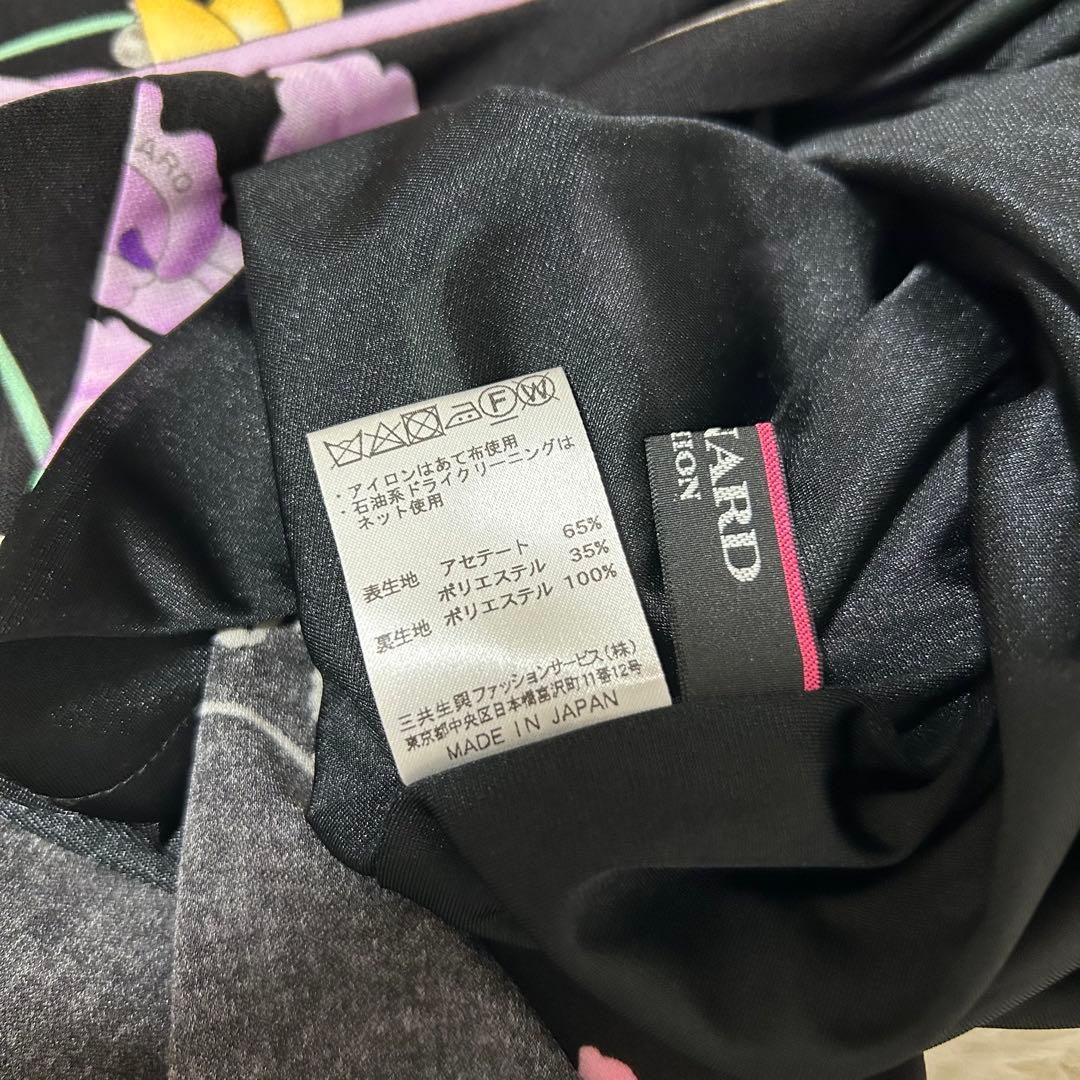 ARO
F W
・アイロンはあて布使用
・石油系ドライクリーニングは
ネット使用
表生地 アセテート 65%
ポリエステル 35%
裏生地 ポリエステル 100%
三共生興ファッションサービス(株)
東京都中央区日本橋富沢町11番12号
MADE IN JAPAN
NARD